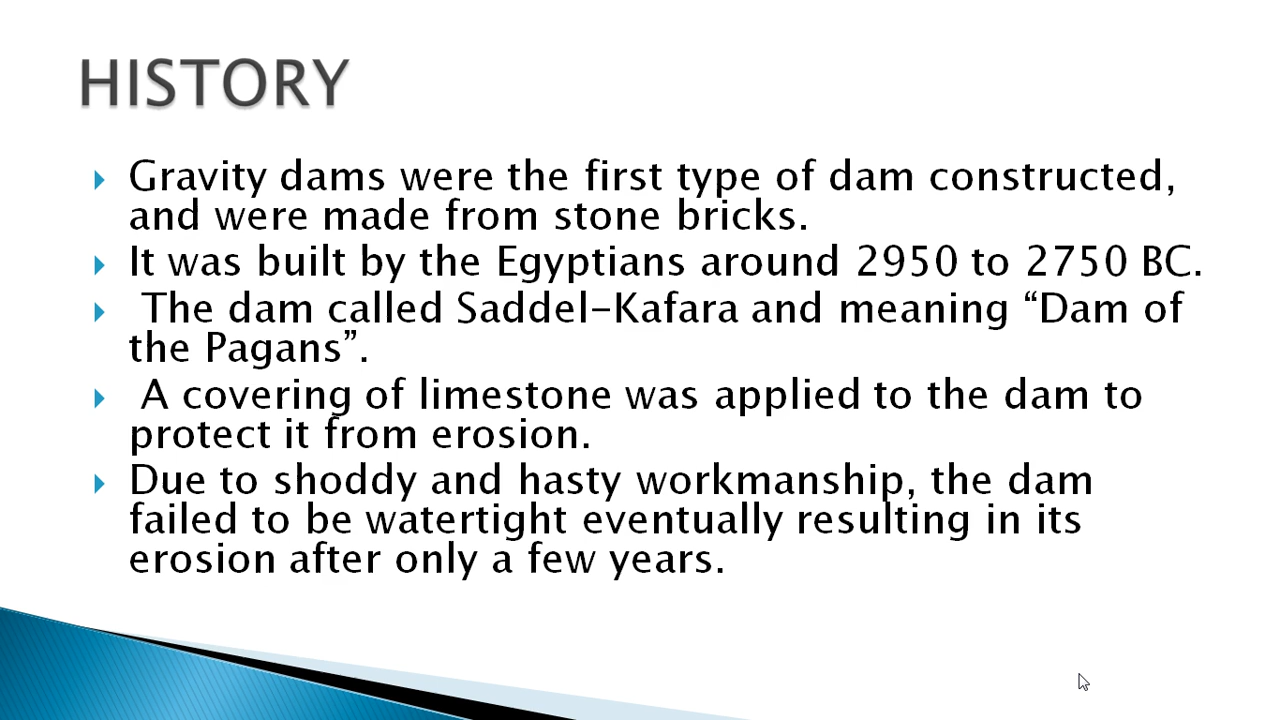 HISTORY
Gravity dams were the first type of dam constructed,
and were made from stone bricks.
It was built by the Egyptians around 2950 to 2750 BC.
The dam called Saddel-Kafara and meaning “Dam of
the Pagans”.
A covering of limestone was applied to the dam to
protect it from erosion.
Due to shoddy and hasty workmanship, the dam
failed to be watertight eventually resulting in its
erosion after only a few years.